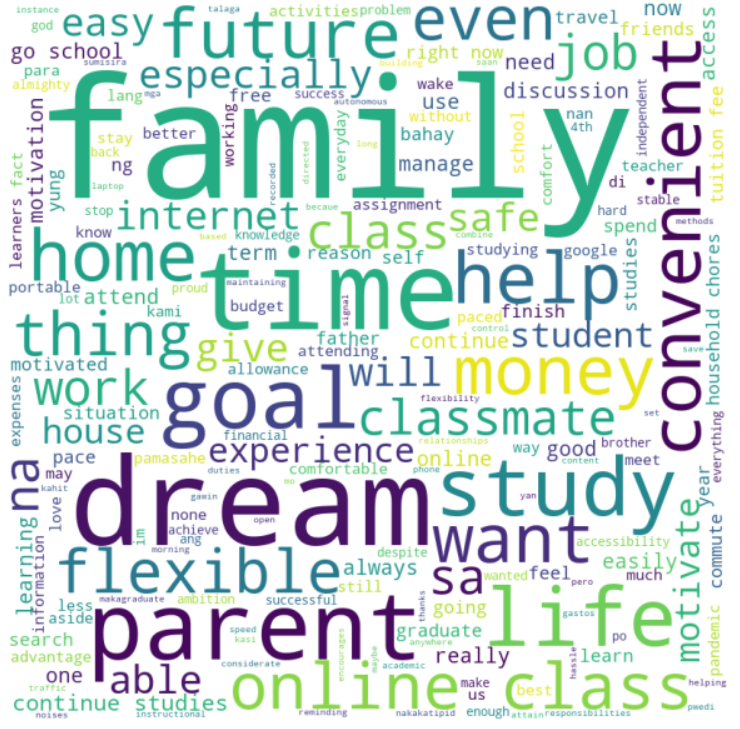 family
time
dream
parent
goal
life
online class
study
convenient
want
help
home
flexible
future
money
thing
even
class
classmate
work
job
student
safe
give
will
able
na
sa
easy
especially
internet
experience
house
motivate
continue studies
god
instance
talaga
activities
problem
travel
now
friends
access
go school
sumisira
right now
need
para
almighty
lang
free
success
mga
building
saan
autonomous
working
wake
use
discussion
independent
tuition fee
motivation
stay
back
better
ng
everyday
without
bahay
nan
4th
school
comfort
teacher
learners
fact
yung
long
manage
di
stable
laptop
stop
directed
recorded
becaue
assignment
hard
methods
know
based
knowledge
combine
spend
household chores
term
reason
self
studying
google
studies
portable
lot
attend
proud
maintaining
signal
paced
finish
kami
budget
father
continue
control
save
motivated
attending
expenses
situation
allowance
flexibility
set
everything
financial
relationships
way
good
brother
meet
pace
pamasahe
comfortable
online
duties
phone
content
year
commute
may
love
none
achieve
kahit
gawin
mo
yan
accessibility
learning
information
im
ang
open
morning
always
despite
wanted
feel
easily
much
pero
less
aside
makagraduate
ambition
successful
still
going
thanks
gastos
pandemic
search
speed
kasi
encourages
graduate
anywhere
po
learn
hassle
advantage
considerate
maybe
academic
really
one
make
us
best
helping
traffic
enough
attain
responsibilities
pwedi
noises
instructional
reminding
nakakatipid